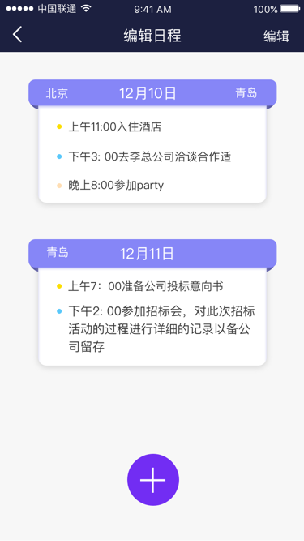 中国联通 9:41 AM 100%
编辑日程 编辑
北京 12月10日 青岛
上午11:00入住酒店
下午3: 00去李总公司洽谈合作适
晚上8:00参加party
青岛 12月11日
上午7：00准备公司投标意向书
下午2: 00参加招标会，对此次招标
活动的过程进行详细的记录以备公
司留存